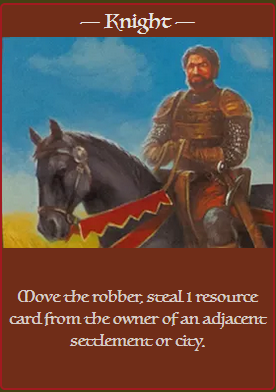 — Knight —
Move the robber, steal 1 resource
card from the owner of an adjacent
settlement or city.